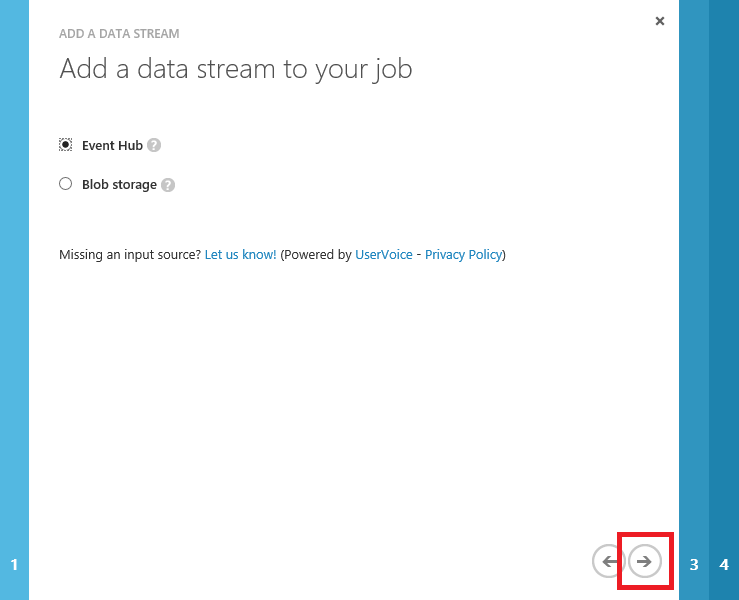 ADD A DATA STREAM
Add a data stream to your job
Event Hub ?
Blob storage ?
Missing an input source? Let us know! (Powered by UserVoice - Privacy Policy)
1
3
4